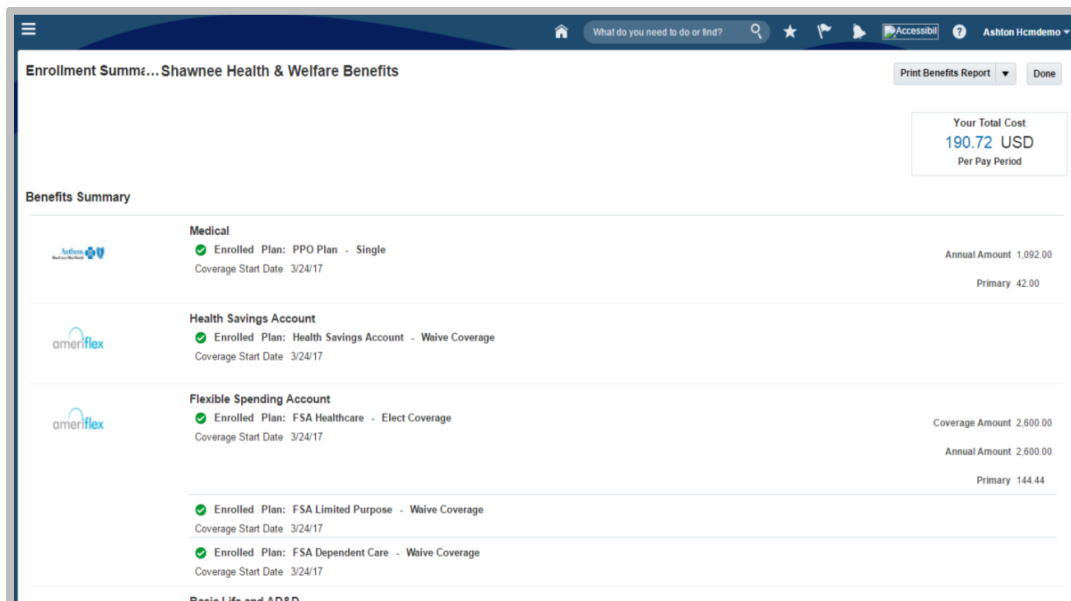 What do you need to do or find?
Accessibil
?
Ashton Hcmdemo
Enrollment Summa... Shawnee Health & Welfare Benefits
Print Benefits Report
Done
Your Total Cost
190.72 USD
Per Pay Period
Benefits Summary
Anthem
Medical
Enrolled Plan: PPO Plan - Single
Coverage Start Date 3/24/17
Annual Amount 1,092.00
Primary 42.00
ameriflex
Health Savings Account
Enrolled Plan: Health Savings Account - Waive Coverage
Coverage Start Date 3/24/17
ameriflex
Flexible Spending Account
Enrolled Plan: FSA Healthcare - Elect Coverage
Coverage Start Date 3/24/17
Coverage Amount 2,600.00
Annual Amount 2,600.00
Primary 144.44
Enrolled Plan: FSA Limited Purpose - Waive Coverage
Coverage Start Date 3/24/17
Enrolled Plan: FSA Dependent Care - Waive Coverage
Coverage Start Date 3/24/17
Basic Life and AD&D